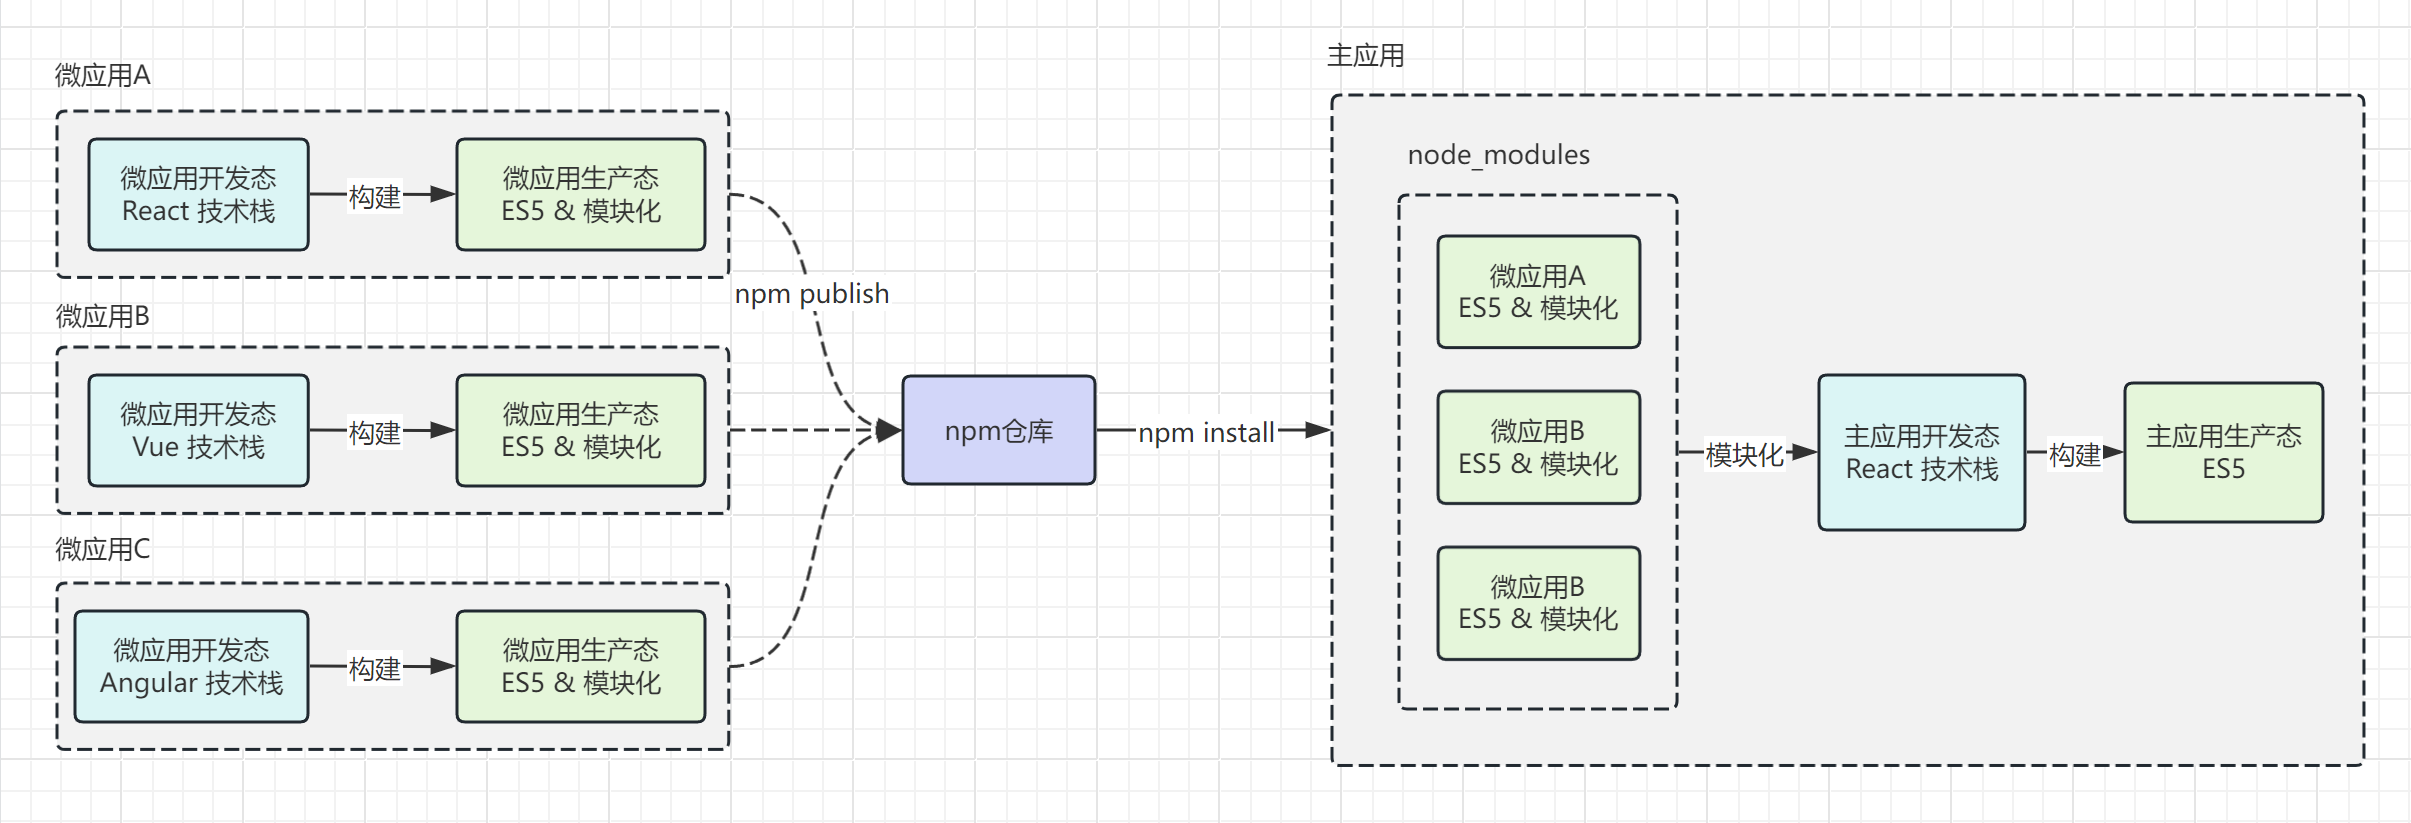 微应用A
微应用开发态
React 技术栈
构建
微应用生产态
ES5 & 模块化
npm publish
微应用B
微应用开发态
Vue 技术栈
构建
微应用生产态
ES5 & 模块化
微应用C
微应用开发态
Angular 技术栈
构建
微应用生产态
ES5 & 模块化
npm仓库
npm install
主应用
node_modules
微应用A
ES5 & 模块化
微应用B
ES5 & 模块化
微应用B
ES5 & 模块化
模块化
主应用开发态
React 技术栈
构建
主应用生产态
ES5